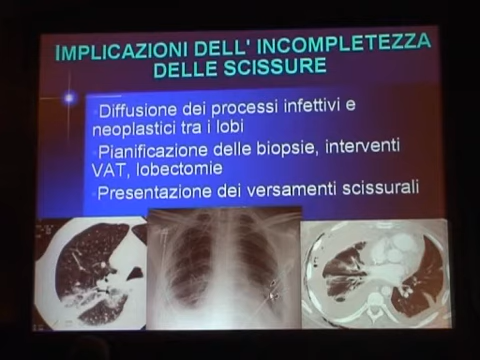 IMPLICAZIONI DELL' INCOMPLETEZZA
DELLE SCISSURE
Diffusione dei processi infettivi e
neoplastici tra i lobi
Pianificazione delle biopsie, interventi
VAT, lobectomie
Presentazione dei versamenti scissurali